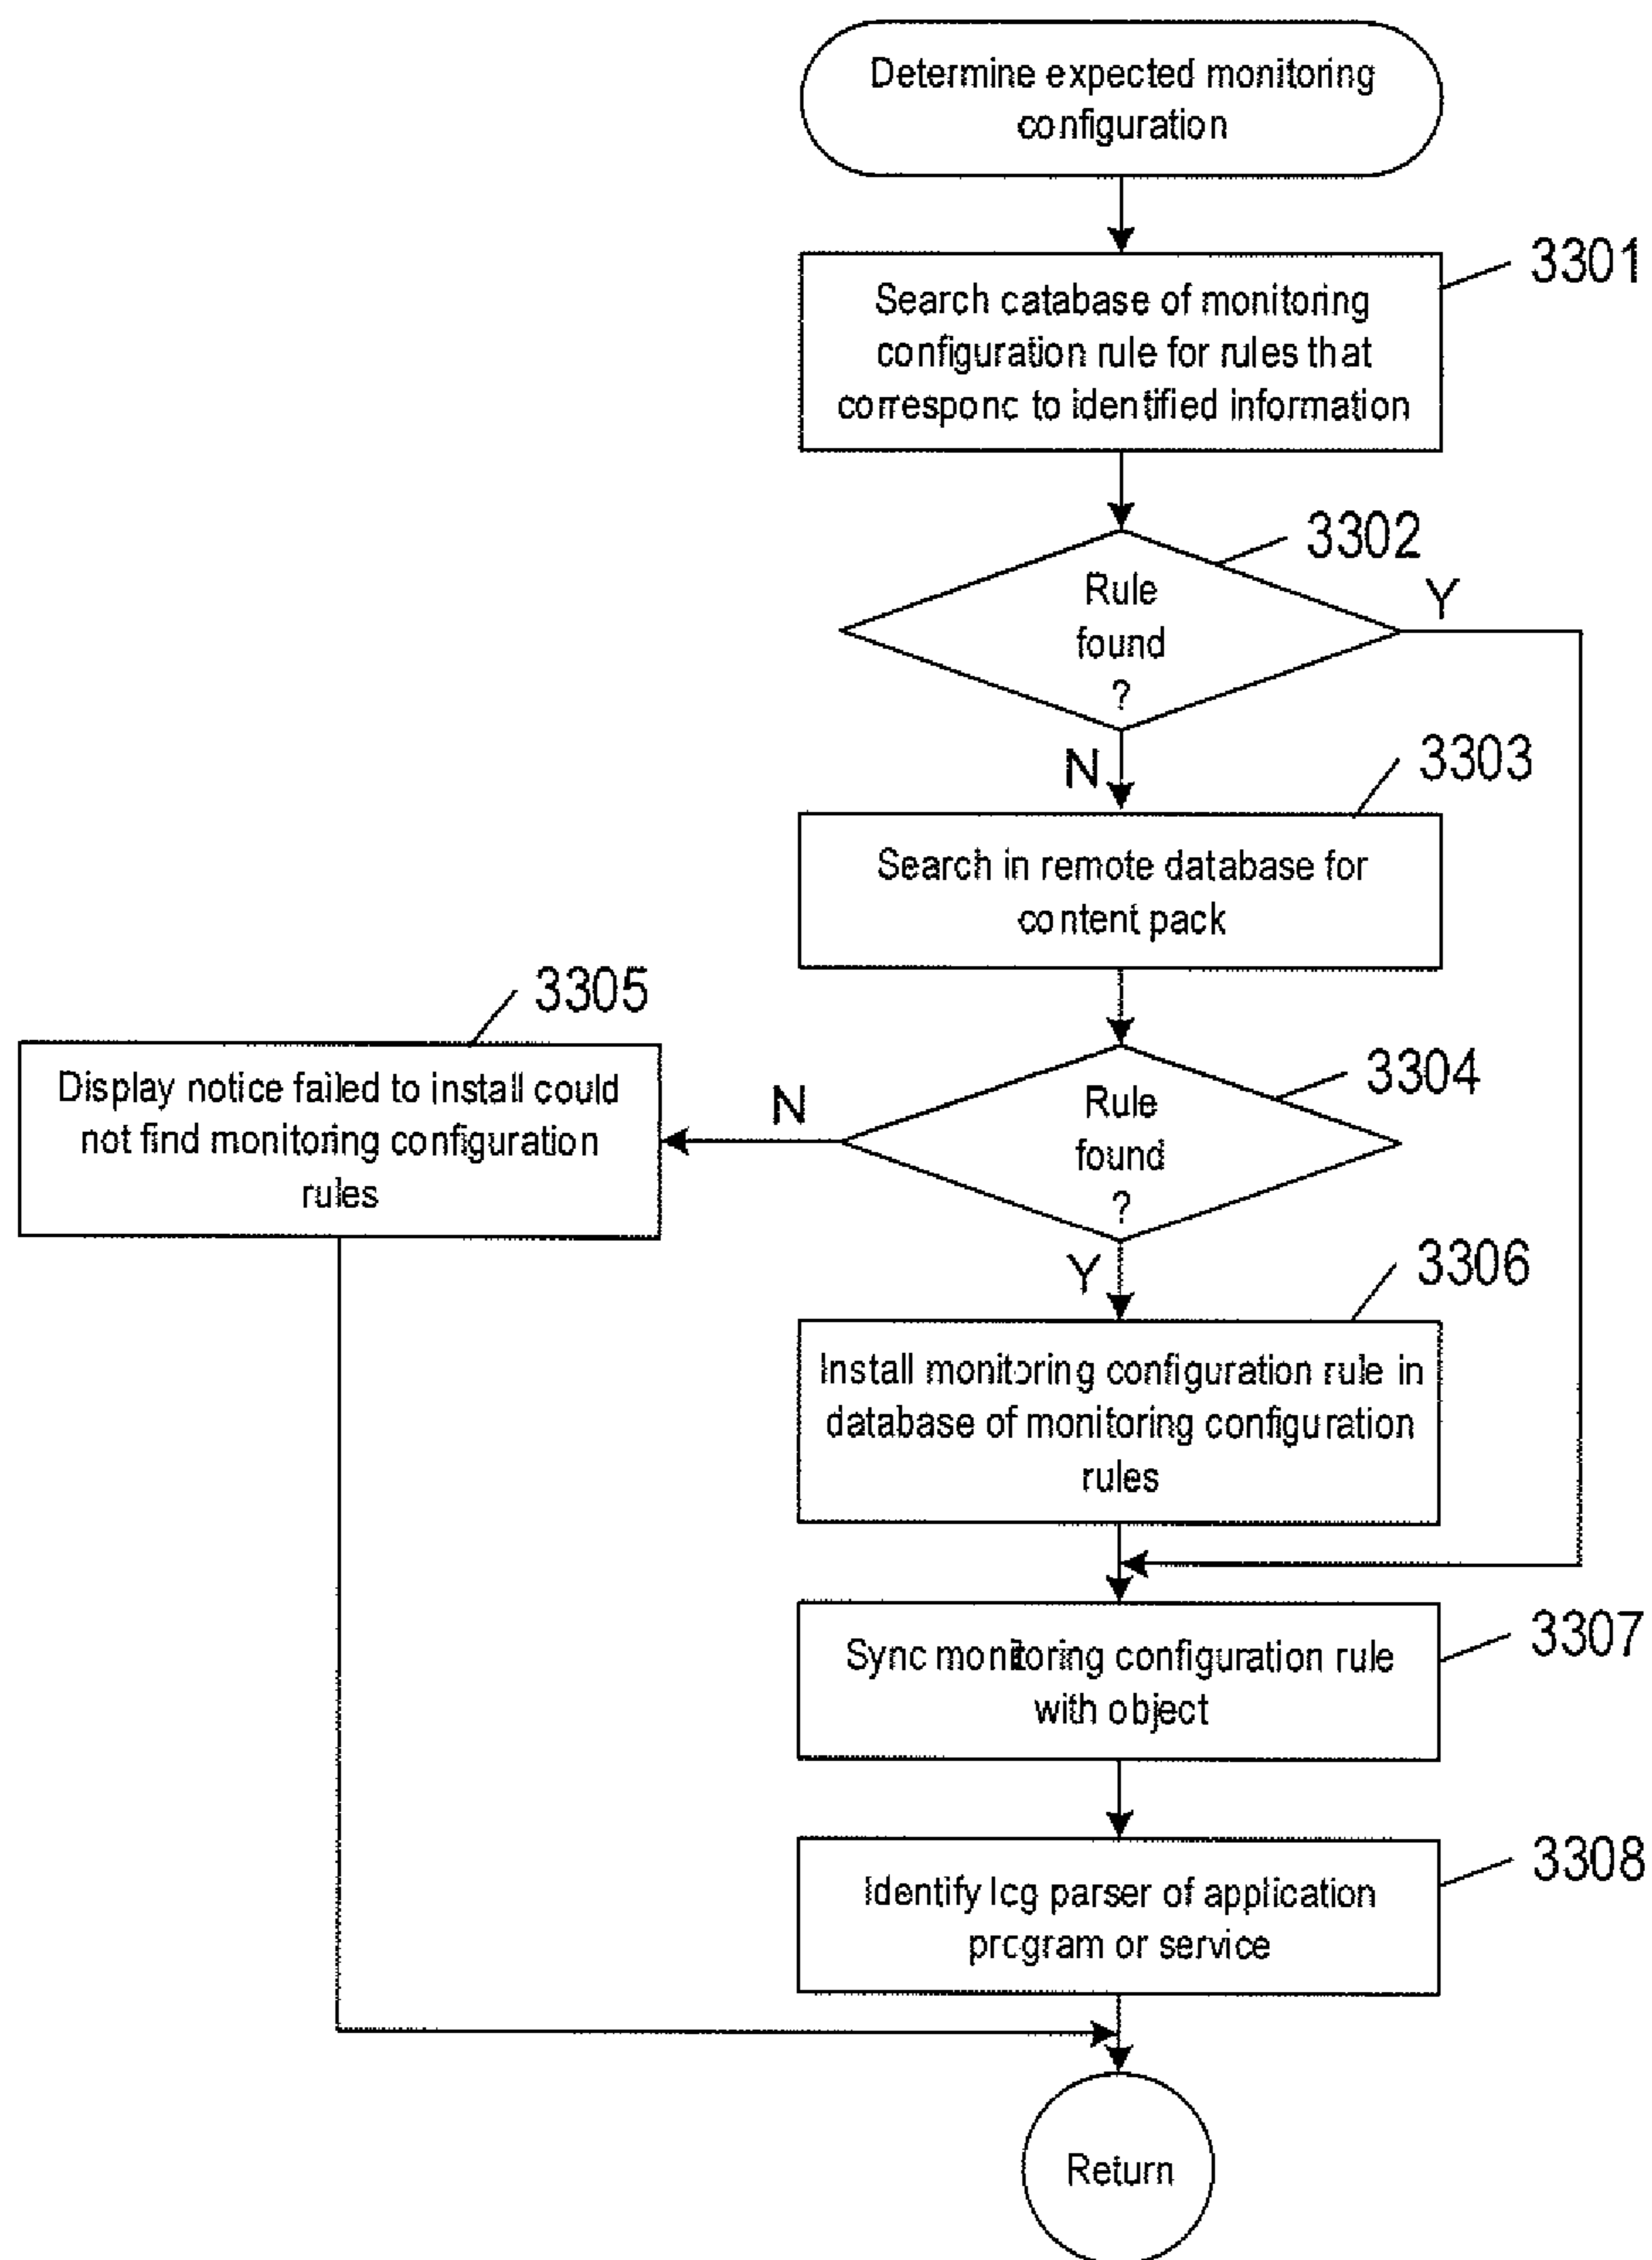 Determine expected monitoring
configuration
3301
Search catabase of monitoring
configuration rule for rules that
corresponc to identified information
3302
Rule
found
?
Y
N
3303
Search in remote database for
content pack
3305
Display notice failed to install could
not find monitoring configuration
rules
N
3304
Rule
found
?
Y
3306
Install monitoring configuration rule in
database of monitoring configuration
rules
3307
Sync monitoring configuration rule
with object
3308
Identify lcg parser of application
prcgram or service
Return